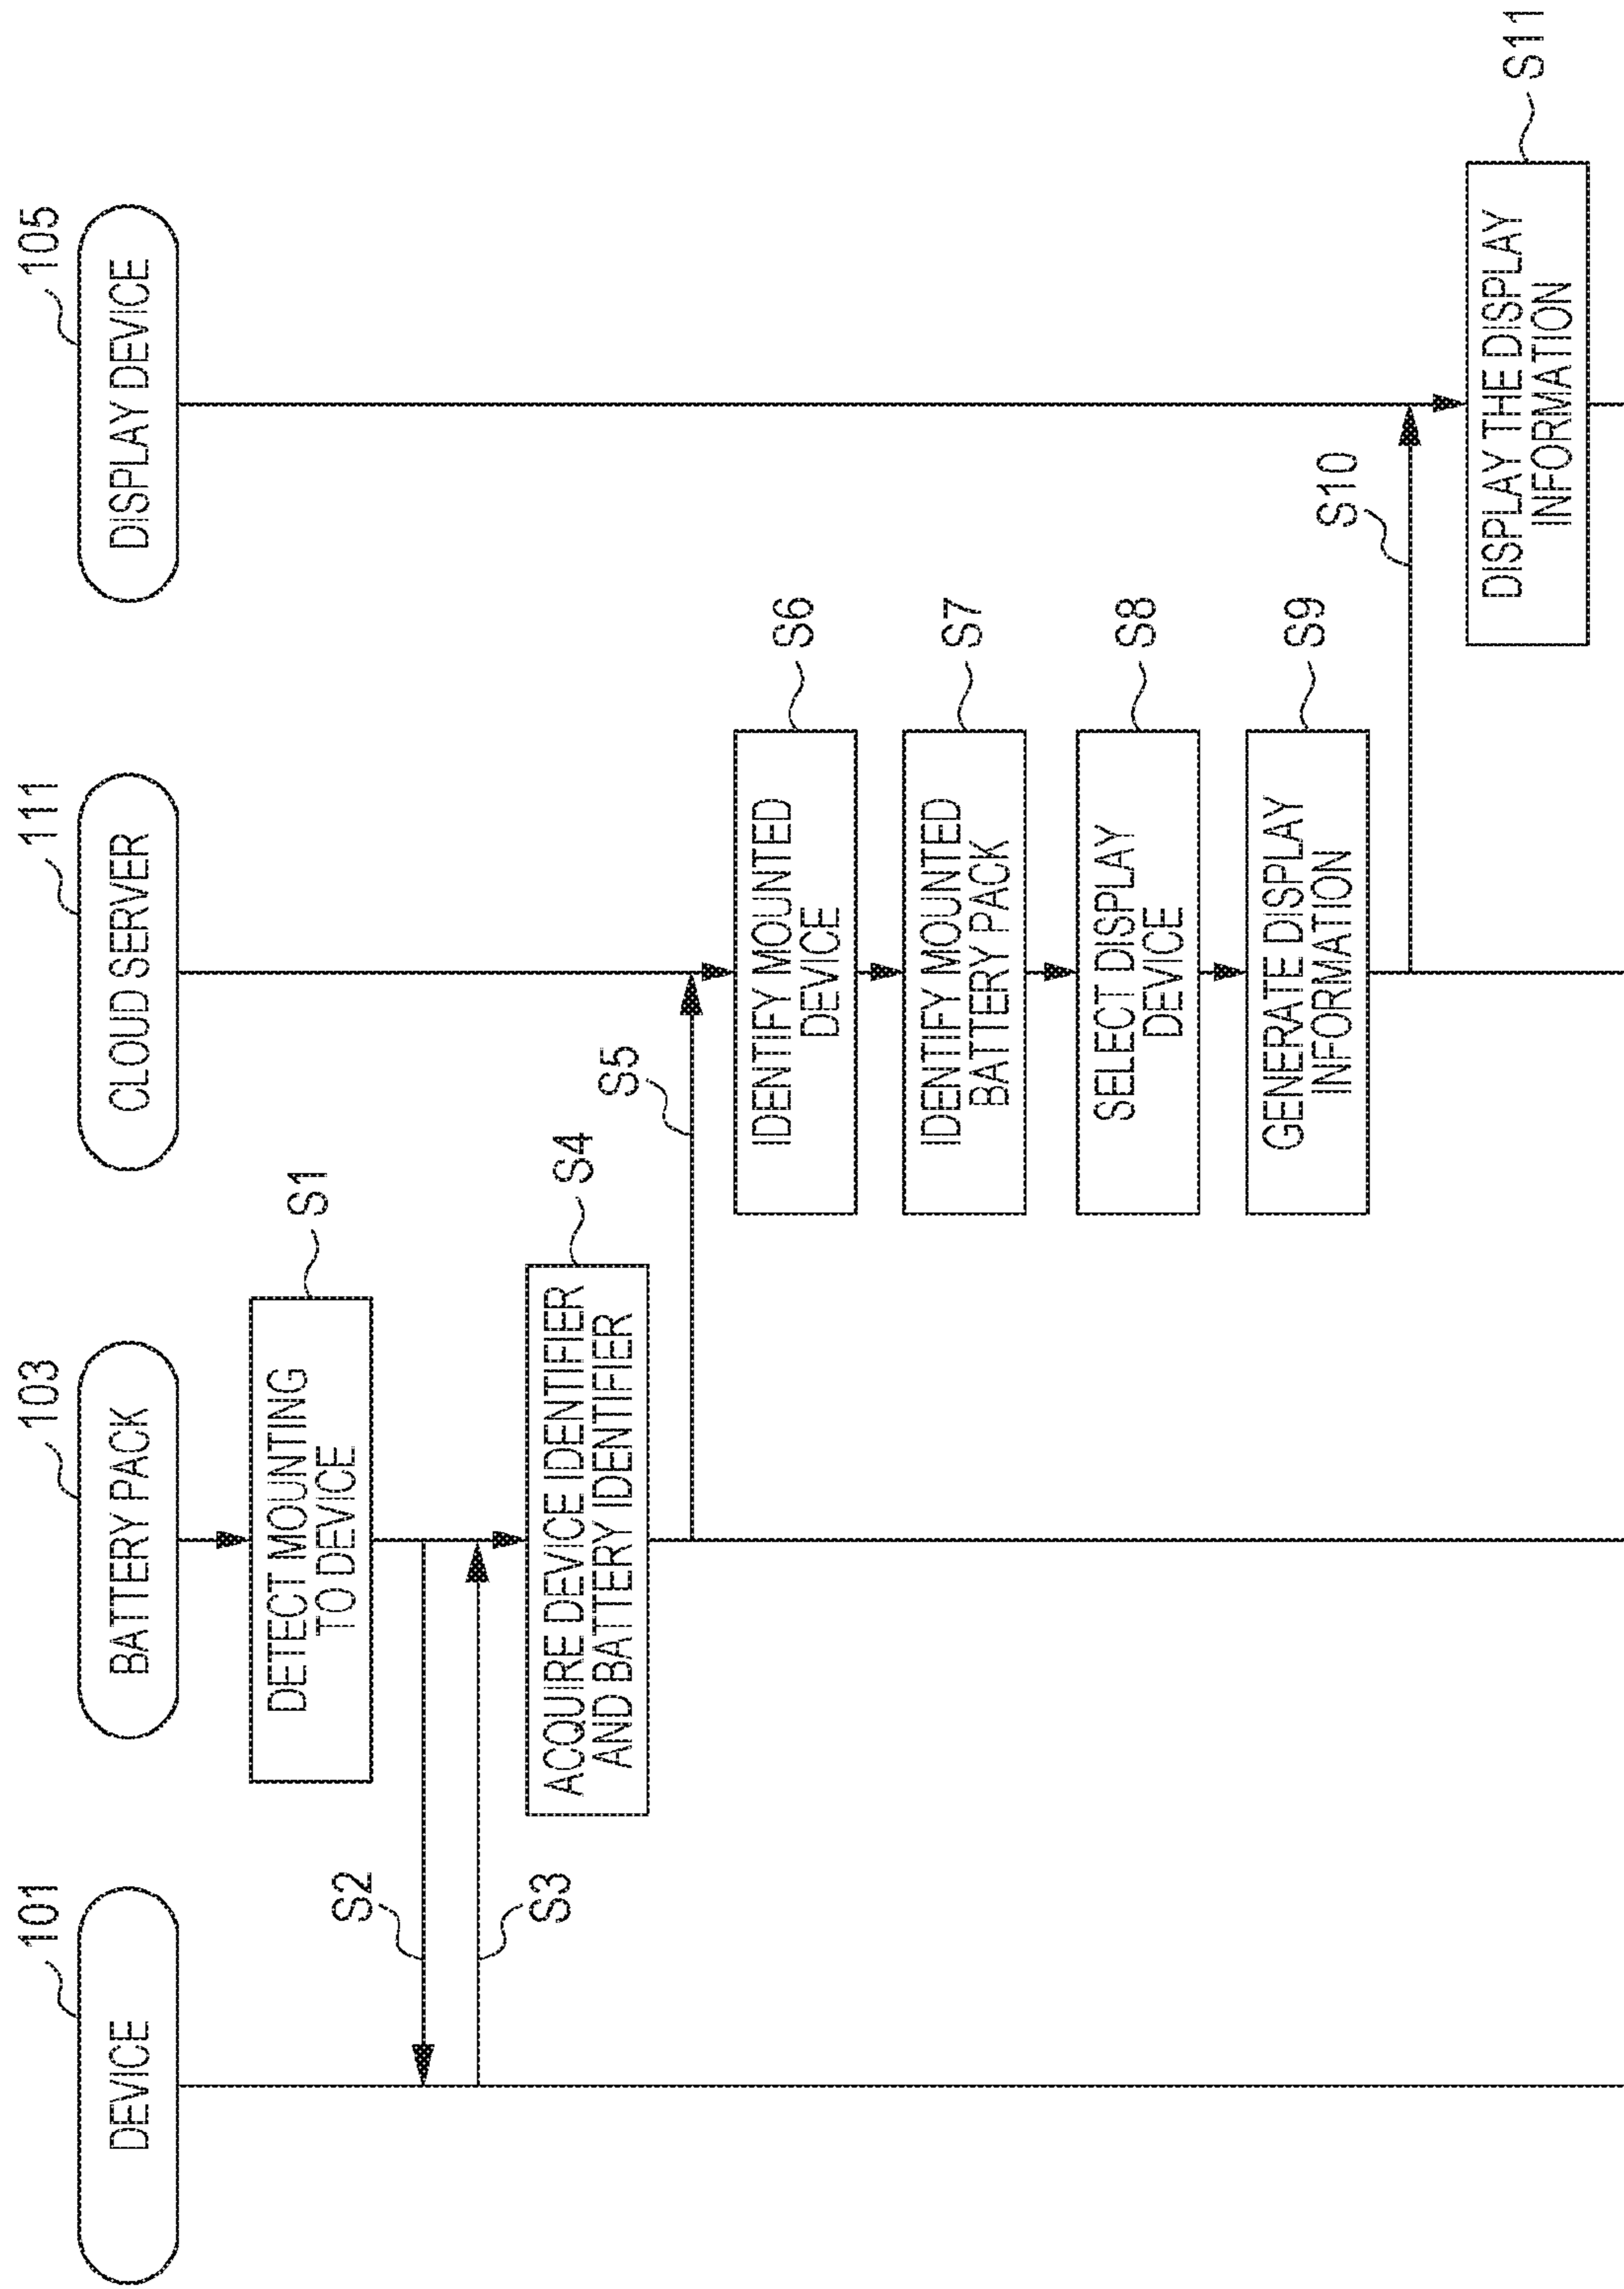 101
DEVICE
103
BATTERY PACK
111
CLOUD SERVER
105
DISPLAY DEVICE
S1
DETECT MOUNTING
TO DEVICE
S2
S3
S4
ACQUIRE DEVICE IDENTIFIER
AND BATTERY IDENTIFIER
S5
S6
IDENTIFY MOUNTED
DEVICE
S7
IDENTIFY MOUNTED
BATTERY PACK
S8
SELECT DISPLAY
DEVICE
S9
GENERATE DISPLAY
INFORMATION
S10
S11
DISPLAY THE DISPLAY
INFORMATION